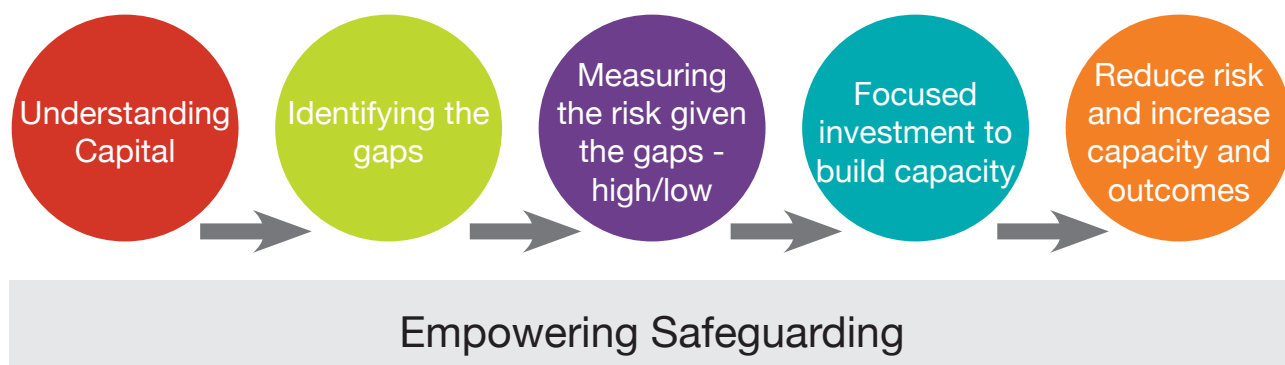 Understanding
Capital
Identifying the
gaps
Measuring
the risk given
the gaps -
high/low
Focused
investment to
build capacity
Reduce risk
and increase
capacity and
outcomes
Empowering Safeguarding